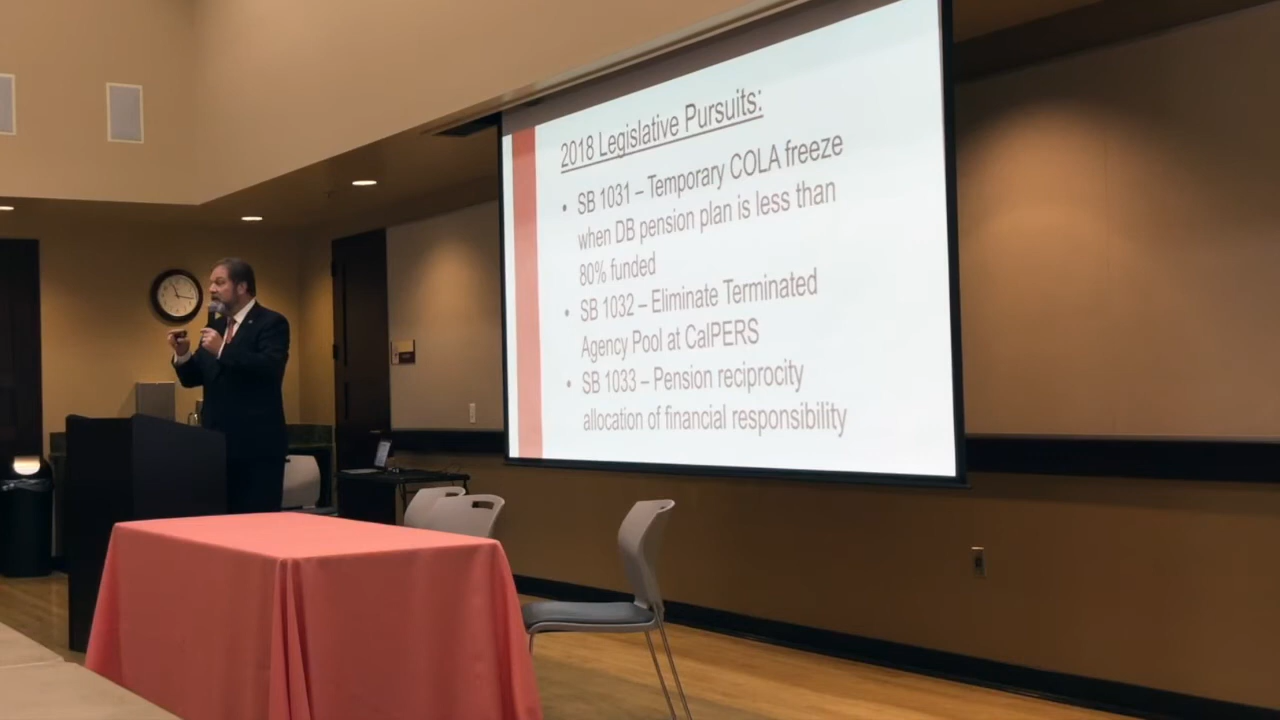 2018 Legislative Pursuits:
• SB 1031 – Temporary COLA freeze
when DB pension plan is less than
80% funded
• SB 1032 – Eliminate Terminated
Agency Pool at CalPERS
• SB 1033 – Pension reciprocity
allocation of financial responsibility